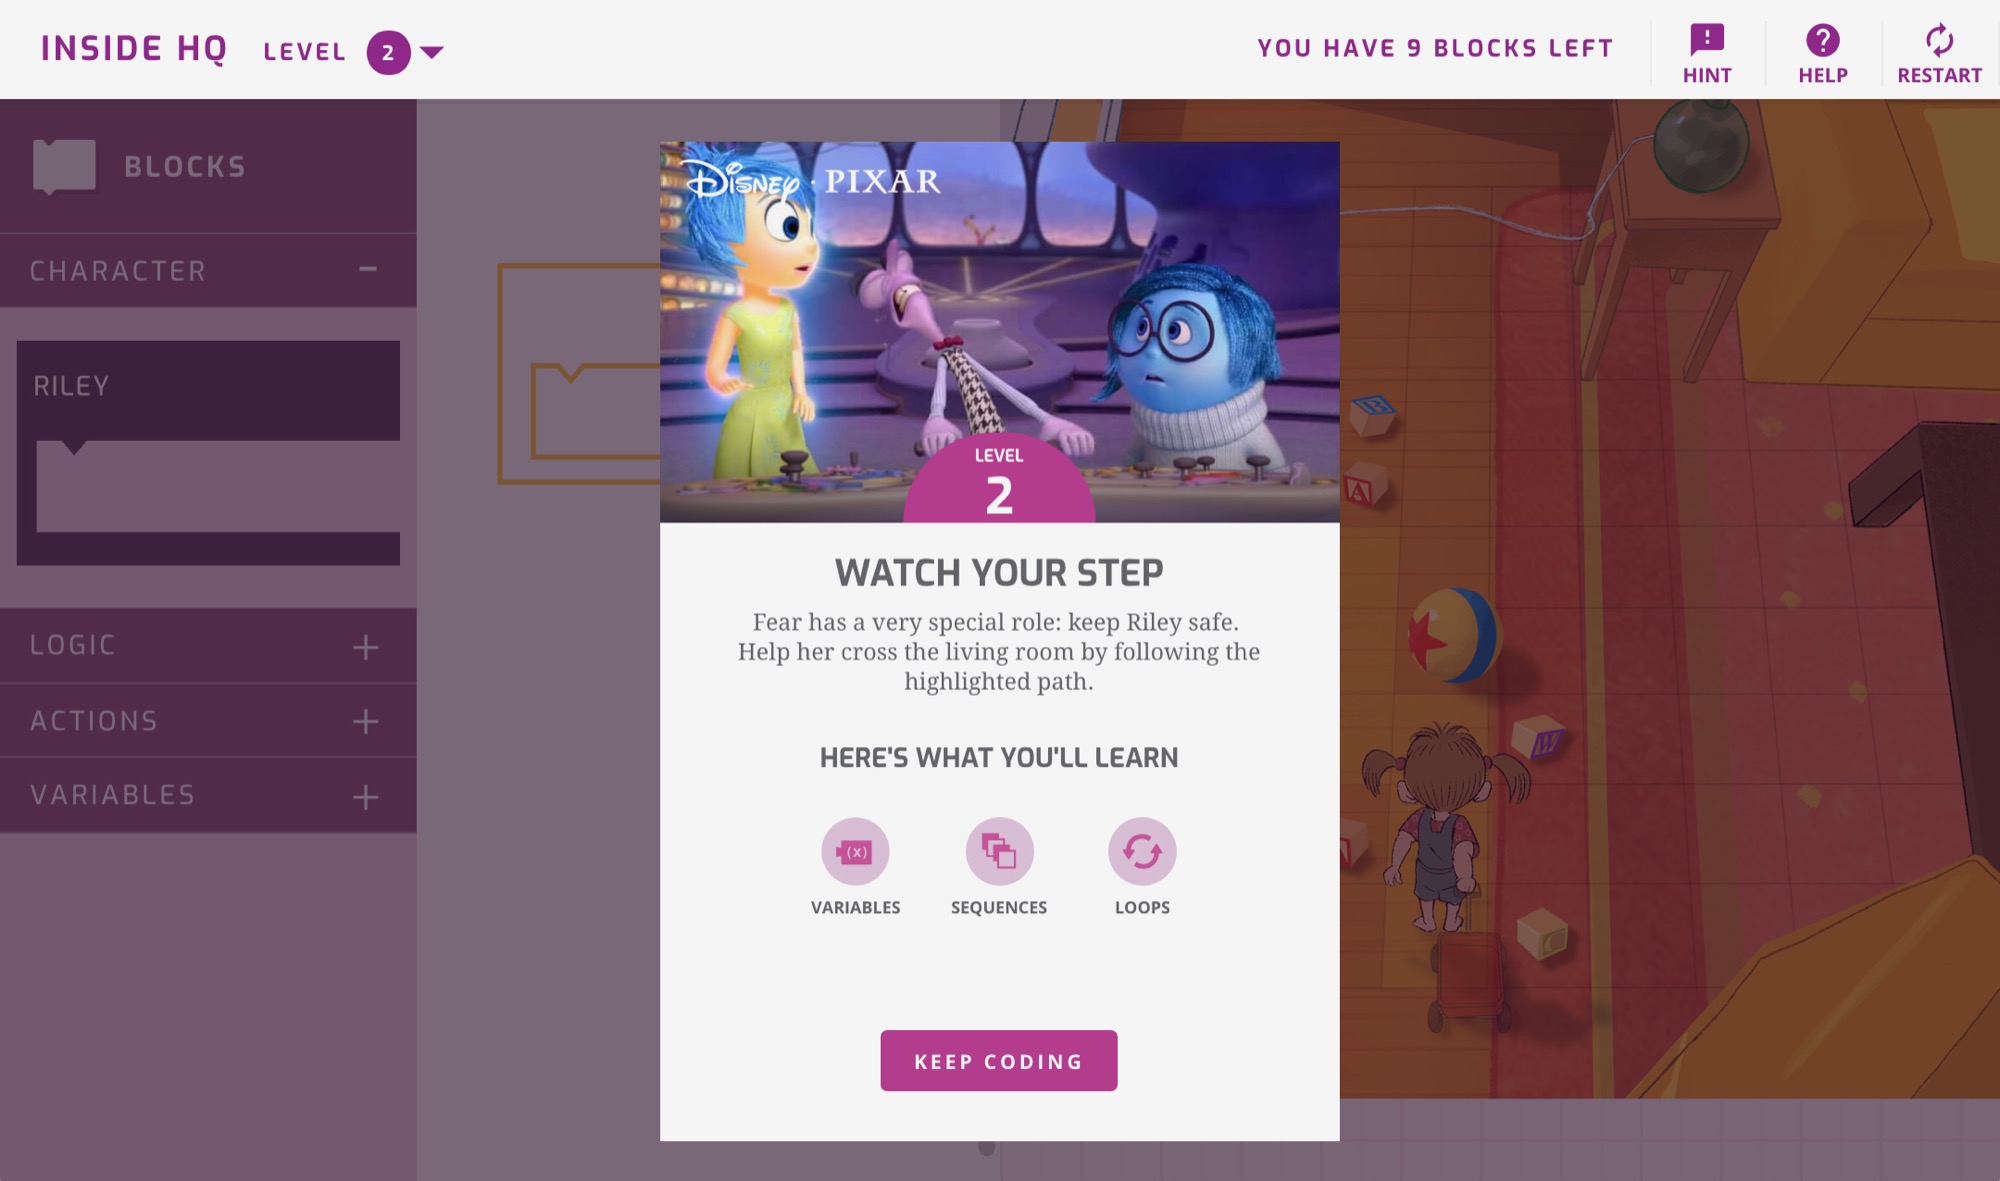 INSIDE HQ
LEVEL 2
YOU HAVE 9 BLOCKS LEFT
HINT
HELP
RESTART
BLOCKS
CHARACTER
RILEY
LOGIC
ACTIONS
VARIABLES
Disney · PIXAR
LEVEL
2
WATCH YOUR STEP
Fear has a very special role: keep Riley safe.
Help her cross the living room by following the
highlighted path.
HERE'S WHAT YOU'LL LEARN
(x)
VARIABLES
SEQUENCES
LOOPS
KEEP CODING
B
A
W
C